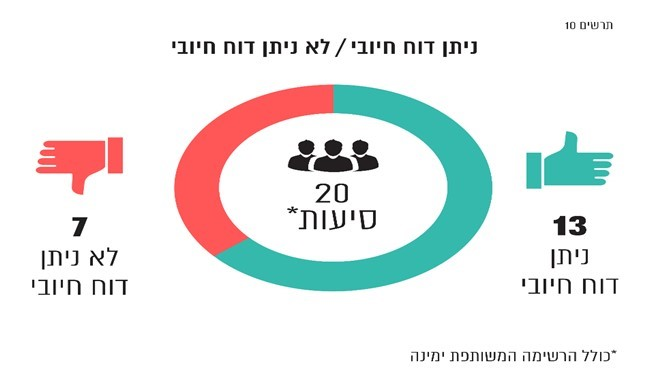 תרשים 10
ניתן דוח חיובי / לא ניתן דוח חיובי
20
סיעות*
13
ניתן
דוח חיובי
7
לא ניתן
דוח חיובי
*כולל הרשימה המשותפת ימינה